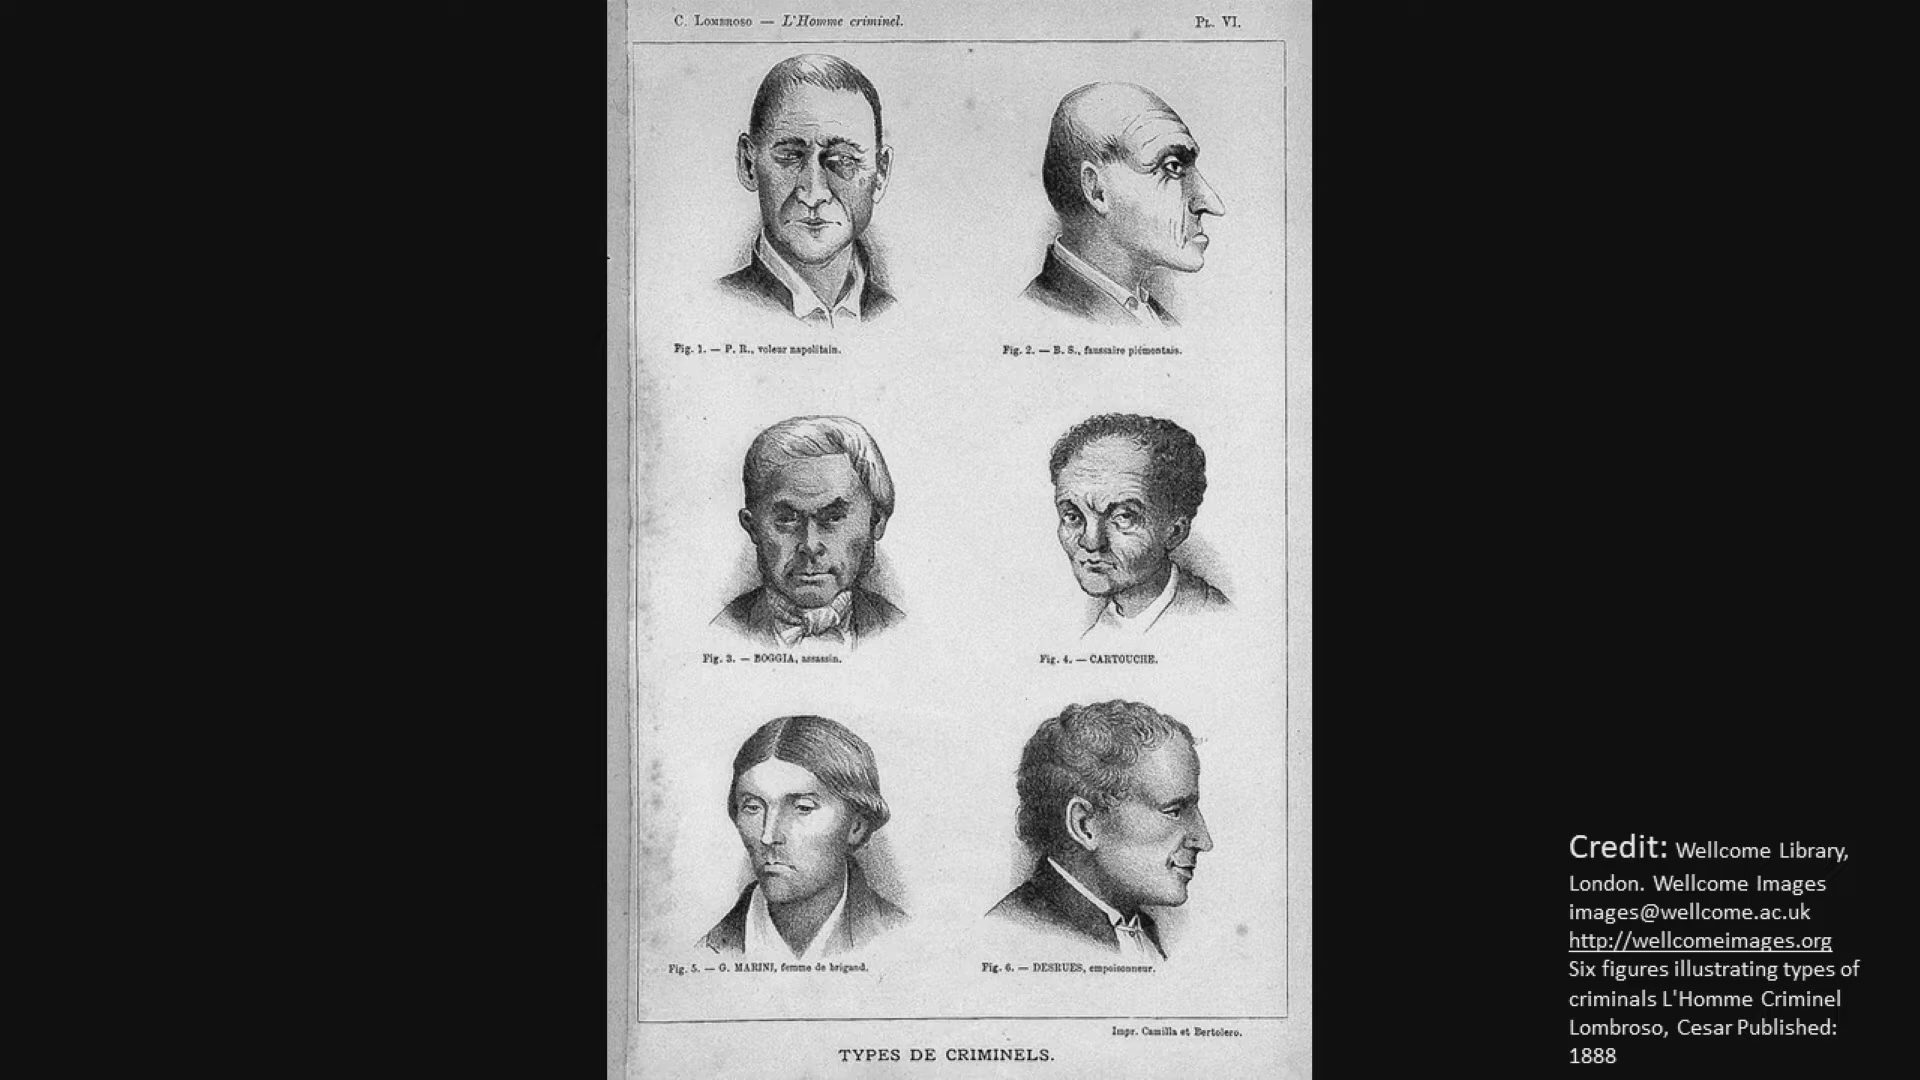 C. Lombroso — L'Homme criminel.
Pl. VI.
Fig. 1. — P. R., voleur napolitain.
Fig. 2. — B. S., faussaire piémontais.
Fig. 3. — BOGGIA, assassin.
Fig. 4. — CARTOUCHE.
Fig. 5. — G. MARINI, femme de brigand.
Fig. 6. — DESRUES, empoisonneur.
Impr. Camilla et Bertolero.
TYPES DE CRIMINELS.
Credit: Wellcome Library,
London. Wellcome Images
images@wellcome.ac.uk
http://wellcomeimages.org
Six figures illustrating types of
criminals L'Homme Criminel
Lombroso, Cesar Published:
1888